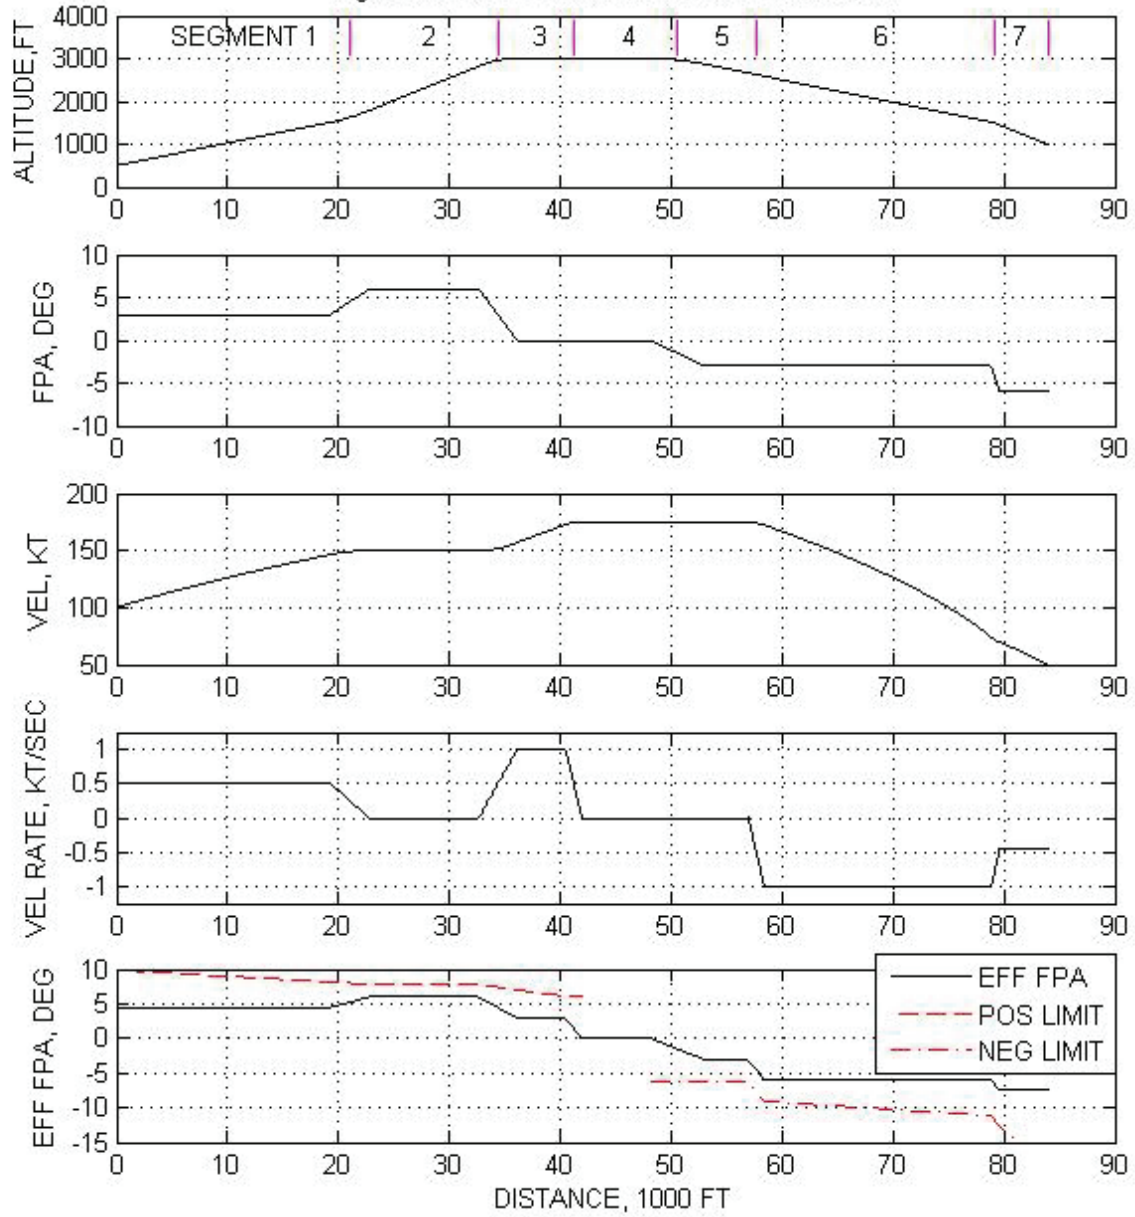 4000
3000
2000
1000
0
ALTITUDE,FT
SEGMENT 1 2 3 4 5 6 7
0 10 20 30 40 50 60 70 80 90
10
5
0
-5
-10
FPA, DEG
0 10 20 30 40 50 60 70 80 90
200
150
100
50
VEL, KT
0 10 20 30 40 50 60 70 80 90
1
0.5
0
-0.5
-1
VEL RATE, KT/SEC
0 10 20 30 40 50 60 70 80 90
10
5
0
-5
-10
-15
EFF FPA, DEG
EFF FPA
POS LIMIT
NEG LIMIT
0 10 20 30 40 50 60 70 80 90
DISTANCE, 1000 FT